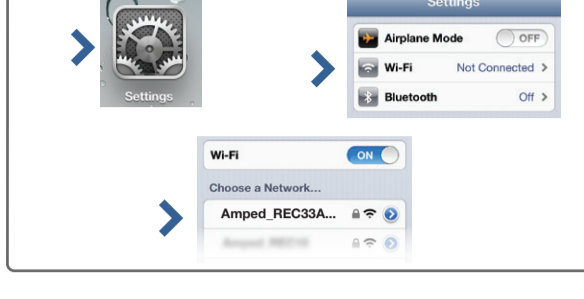 Settings
Airplane Mode OFF
Wi-Fi Not Connected
Bluetooth Off
Settings
Wi-Fi ON
Choose a Network...
Amped_REC33A...